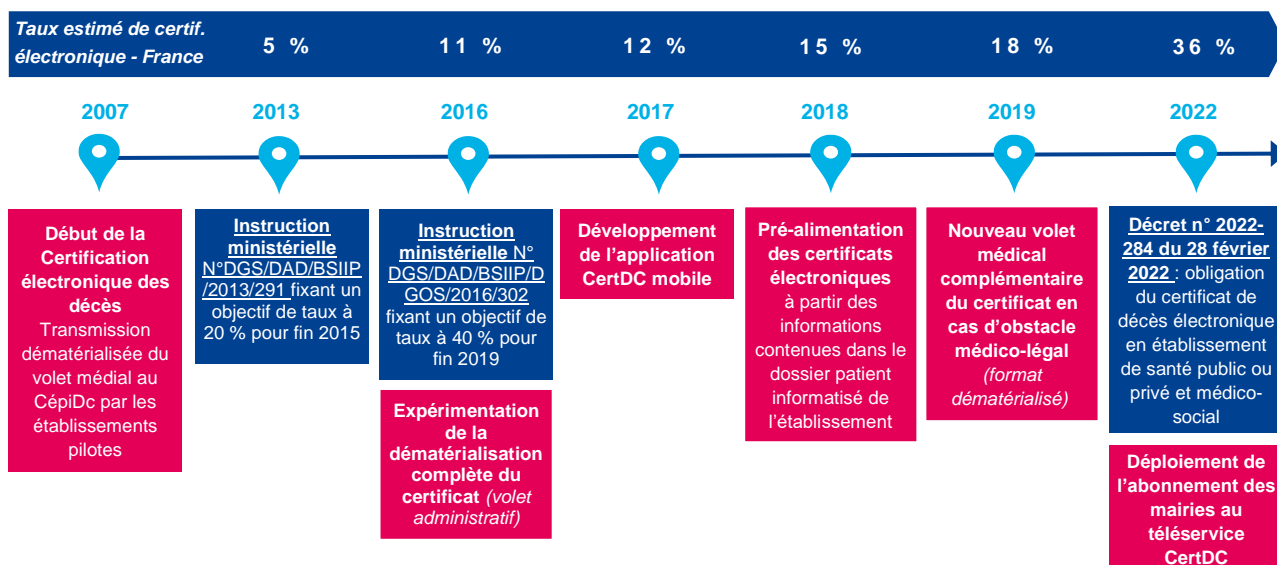 Taux estimé de certif.
électronique - France
5 %
11 %
12 %
15 %
18 %
36 %
2007
2013
2016
2017
2018
2019
2022
Début de la
Certification
électronique des
décès
Transmission
dématérialisée du
volet médial au
CépiDc par les
établissements
pilotes
Instruction
ministérielle
N°DGS/DAD/BSIIP
/2013/291 fixant un
objectif de taux à
20 % pour fin 2015
Instruction
ministérielle N°
DGS/DAD/BSIIP/D
GOS/2016/302
fixant un objectif de
taux à 40 % pour
fin 2019
Expérimentation
de la
dématérialisation
complète du
certificat (volet
administratif)
Développement
de l'application
CertDC mobile
Pré-alimentation
des certificats
électroniques
à partir des
informations
contenues dans le
dossier patient
informatisé de
l'établissement
Nouveau volet
médical
complémentaire
du certificat en
cas d'obstacle
médico-légal
(format
dématérialisé)
Décret n° 2022-
284 du 28 février
2022 : obligation
du certificat de
décès électronique
en établissement
de santé public ou
privé et médico-
social
Déploiement de
l'abonnement des
mairies au
téléservice
CertDC